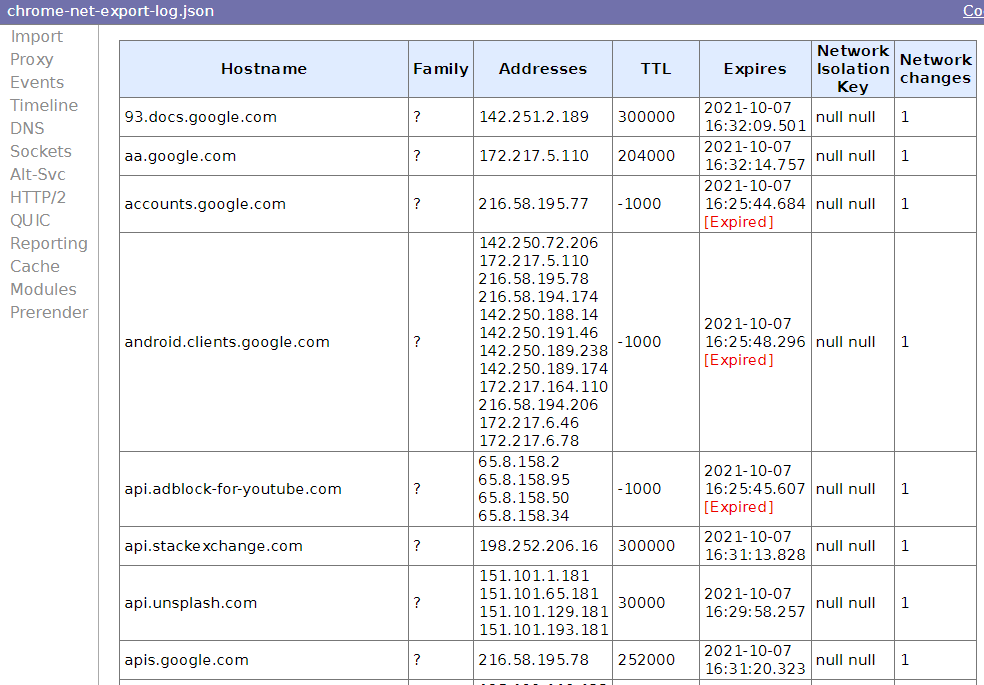 chrome-net-export-log.json
Co
Import
Proxy
Events
Timeline
DNS
Sockets
Alt-Svc
HTTP/2
QUIC
Reporting
Cache
Modules
Prerender
Hostname Family Addresses TTL Expires Network Isolation Key Network changes
93.docs.google.com ? 142.251.2.189 300000 2021-10-07 16:32:09.501 null null 1
aa.google.com ? 172.217.5.110 204000 2021-10-07 16:32:14.757 null null 1
accounts.google.com ? 216.58.195.77 -1000 2021-10-07 16:25:44.684 [Expired] null null 1
android.clients.google.com ? 142.250.72.206
172.217.5.110
216.58.195.78
216.58.194.174
142.250.188.14
142.250.191.46
142.250.189.238
142.250.189.174
172.217.164.110
216.58.194.206
172.217.6.46
172.217.6.78
-1000 2021-10-07 16:25:48.296 [Expired] null null 1
api.adblock-for-youtube.com ? 65.8.158.2
65.8.158.95
65.8.158.50
65.8.158.34
-1000 2021-10-07 16:25:45.607 [Expired] null null 1
api.stackexchange.com ? 198.252.206.16 300000 2021-10-07 16:31:13.828 null null 1
api.unsplash.com ? 151.101.1.181
151.101.65.181
151.101.129.181
151.101.193.181
30000 2021-10-07 16:29:58.257 null null 1
apis.google.com ? 216.58.195.78 252000 2021-10-07 16:31:20.323 null null 1